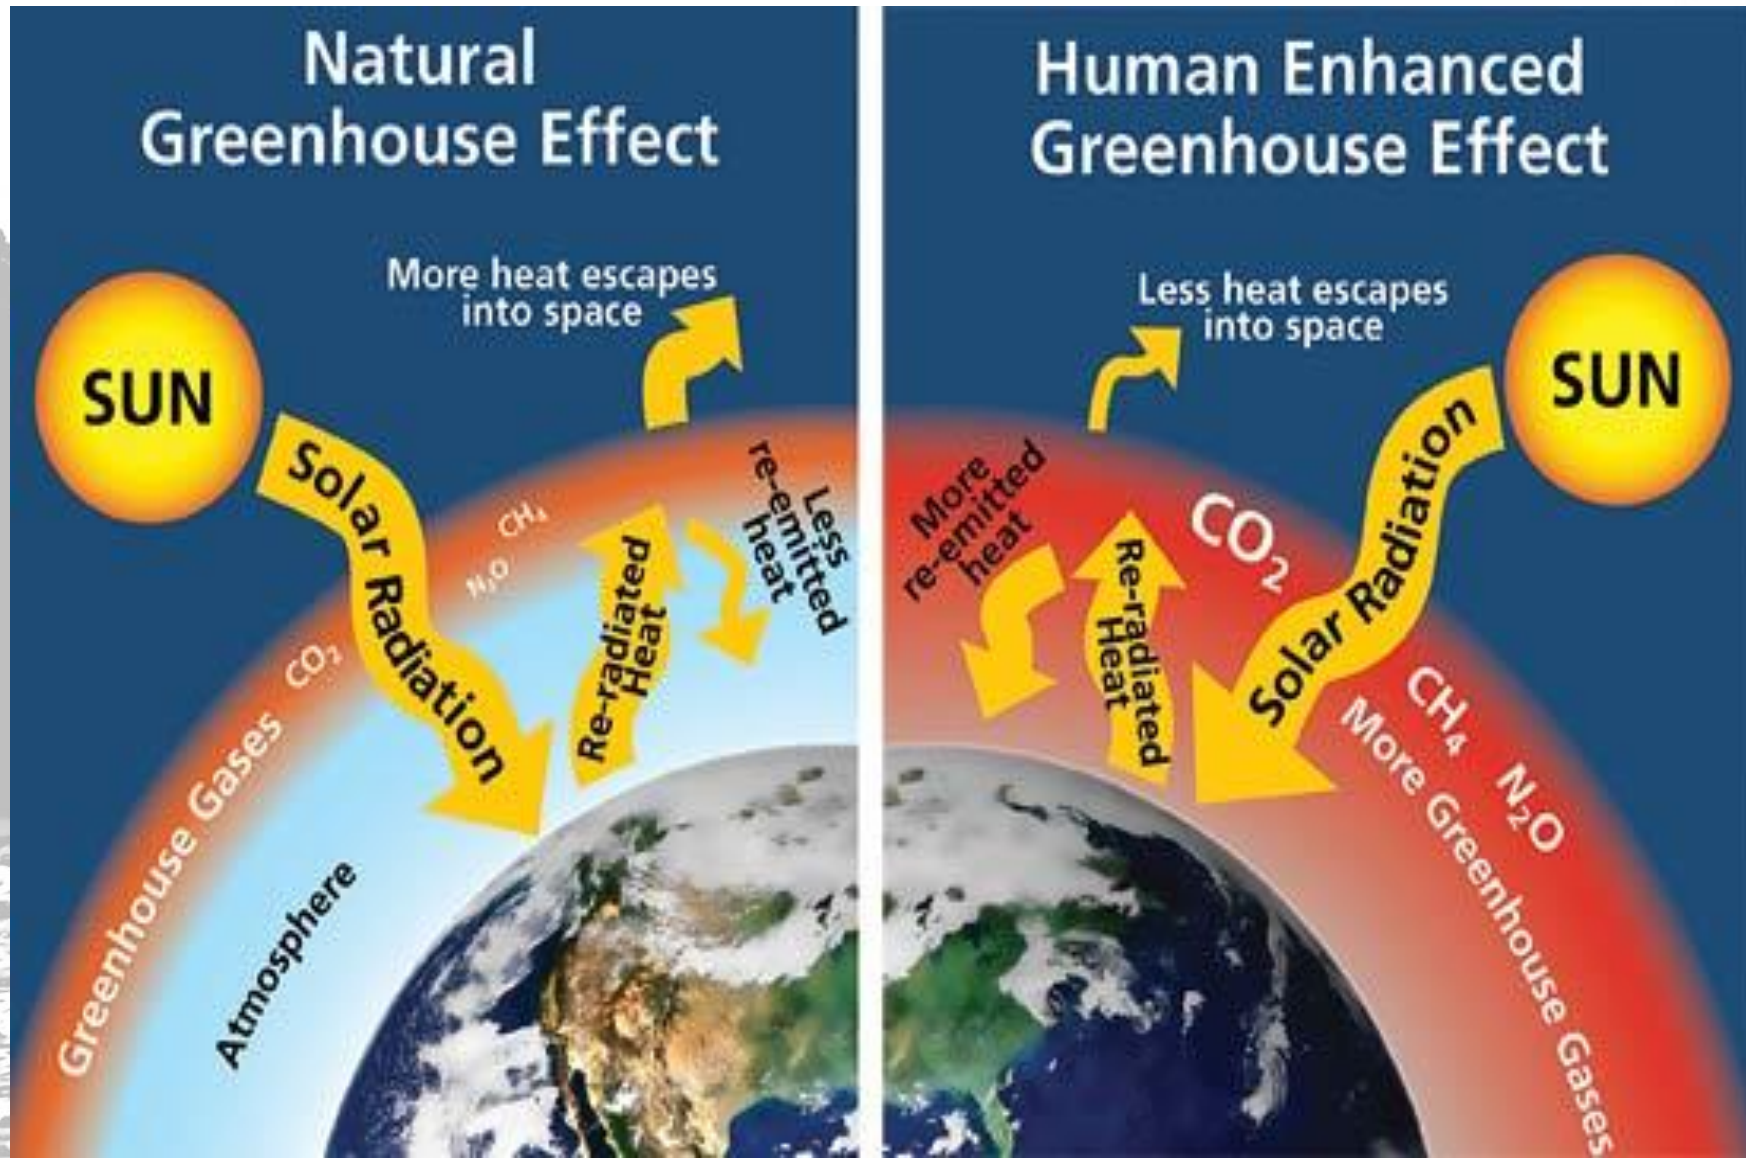 Natural
Greenhouse Effect
More heat escapes
into space
SUN
Solar Radiation
CH₄
N₂O
CO₂
Greenhouse Gases
Atmosphere
Re-radiated
Heat
Less
re-emitted
heat
Human Enhanced
Greenhouse Effect
Less heat escapes
into space
SUN
Solar Radiation
More
re-emitted
heat
Re-radiated
Heat
CO₂
CH₄
N₂O
More Greenhouse Gases